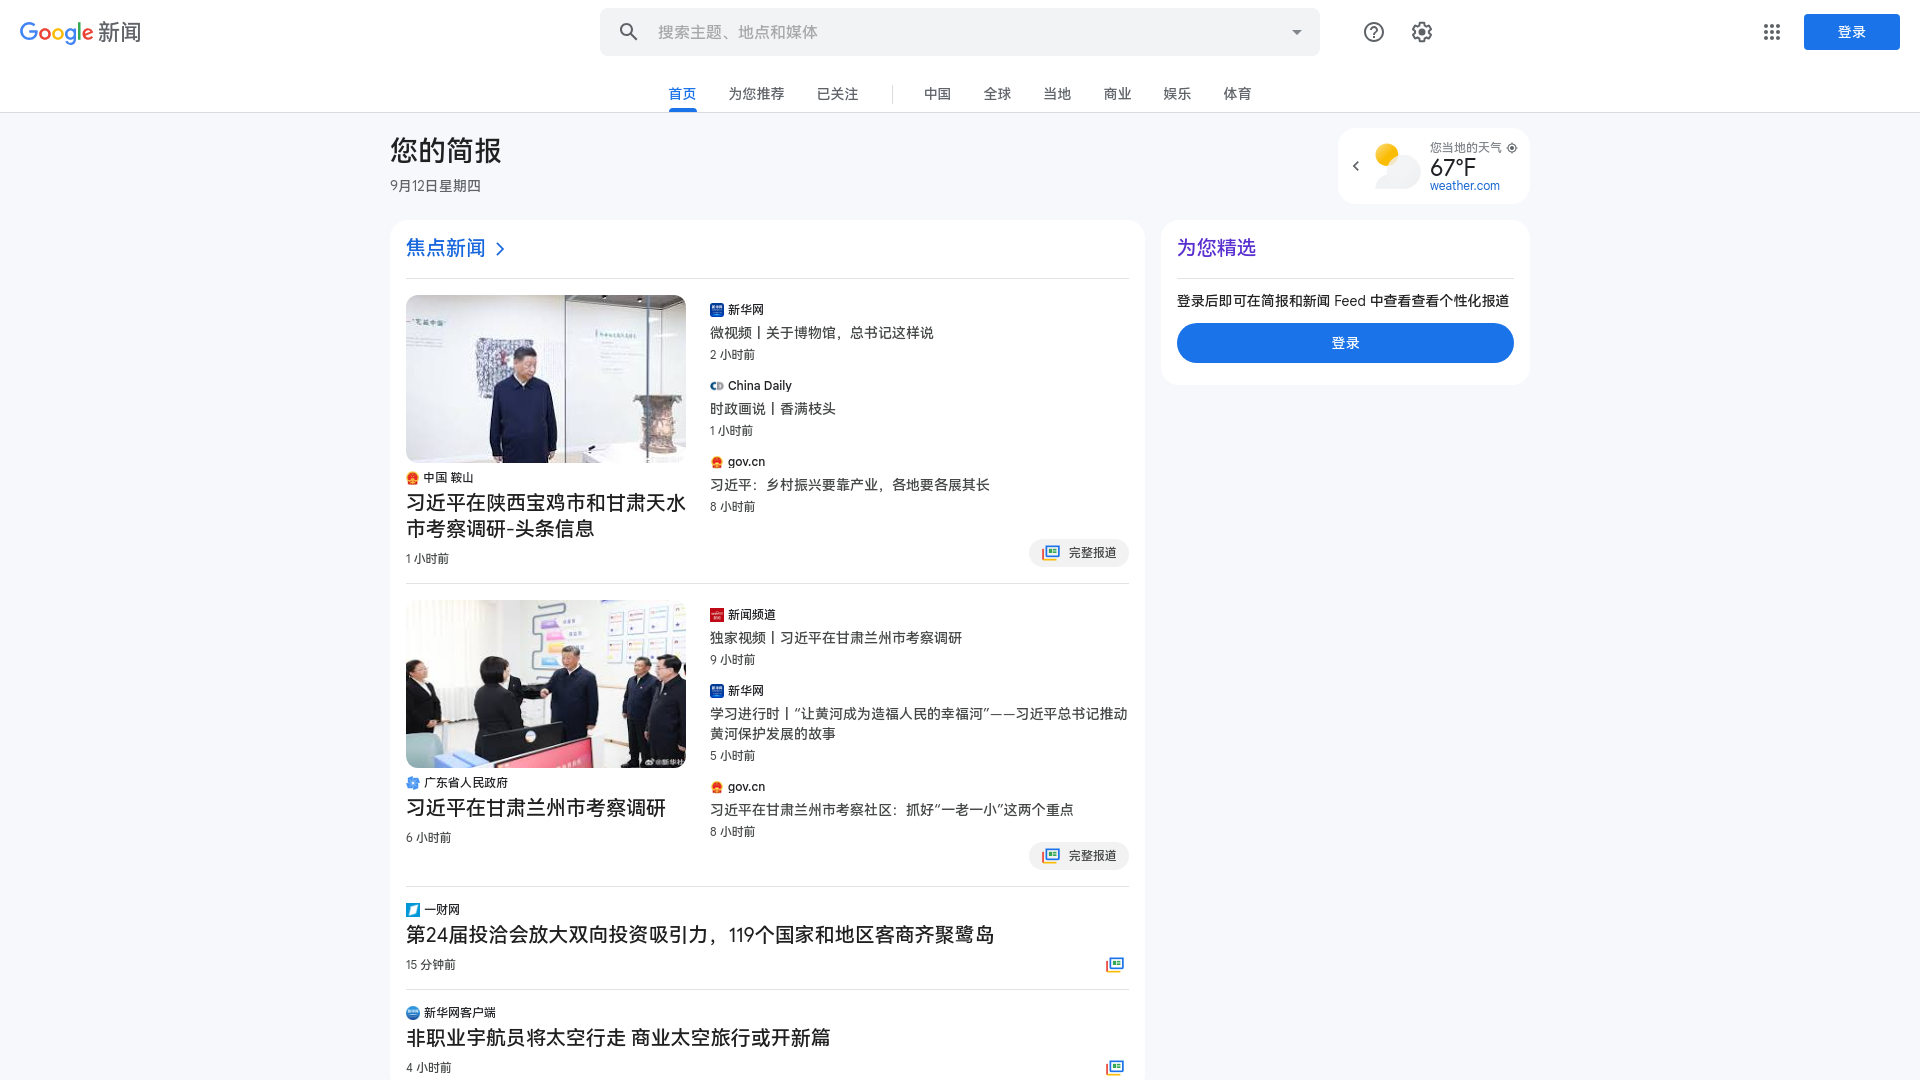 Google 新闻
搜索主题、地点和媒体
登录
首页
为您推荐
已关注
中国
全球
当地
商业
娱乐
体育
您的简报
9月12日星期四
您当地的天气
67°F
weather.com
焦点新闻
中国 鞍山
习近平在陕西宝鸡市和甘肃天水
市考察调研-头条信息
1 小时前
新华网
微视频丨关于博物馆，总书记这样说
2 小时前
China Daily
时政画说丨香满枝头
1 小时前
gov.cn
习近平：乡村振兴要靠产业，各地要各展其长
8 小时前
完整报道
为您精选
登录后即可在简报和新闻 Feed 中查看查看个性化报道
登录
广东省人民政府
习近平在甘肃兰州市考察调研
6 小时前
新闻频道
独家视频丨习近平在甘肃兰州市考察调研
9 小时前
新华网
学习进行时丨“让黄河成为造福人民的幸福河”——习近平总书记推动
黄河保护发展的故事
5 小时前
gov.cn
习近平在甘肃兰州市考察社区：抓好“一老一小”这两个重点
8 小时前
完整报道
一财网
第24届投洽会放大双向投资吸引力，119个国家和地区客商齐聚鹭岛
15 分钟前
新华网客户端
非职业宇航员将太空行走 商业太空旅行或开新篇
4 小时前